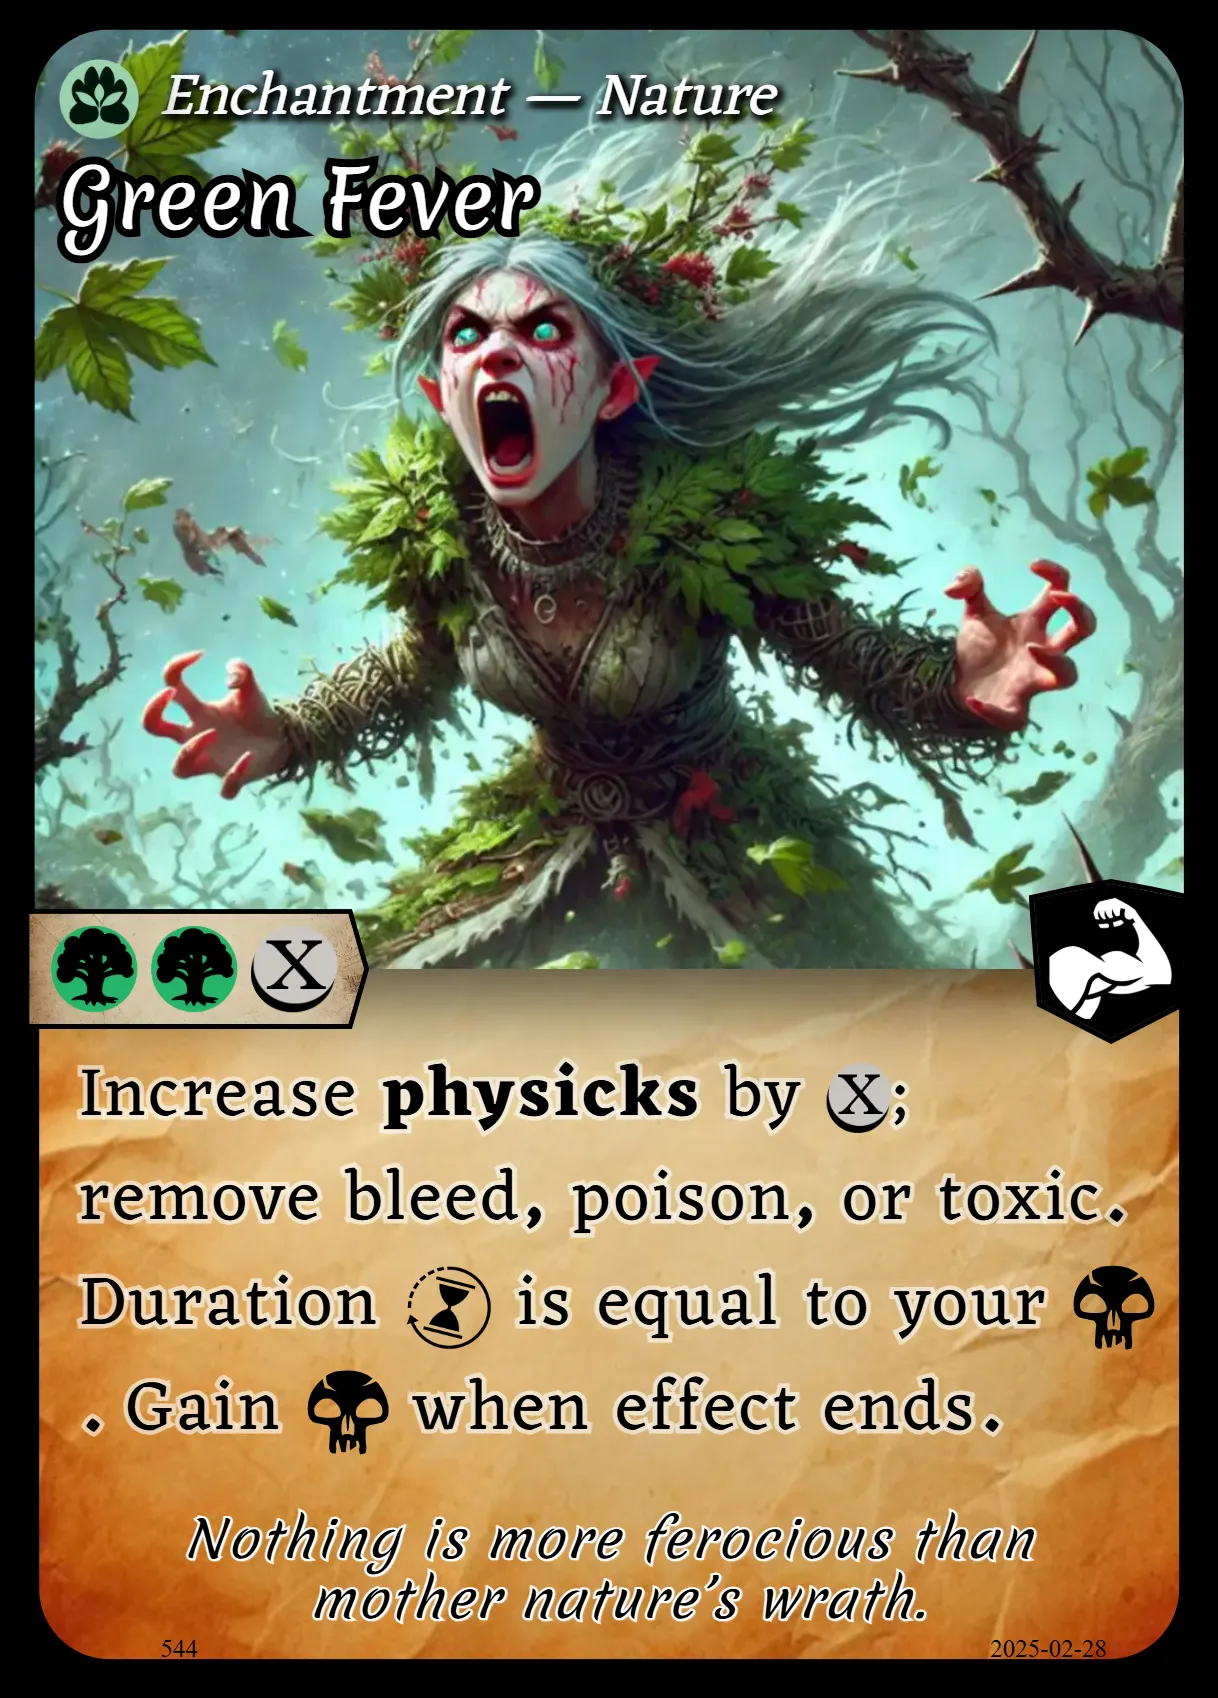 Enchantment — Nature
Green Fever
X
Increase physicks by X;
remove bleed, poison, or toxic.
Duration is equal to your
. Gain when effect ends.
Nothing is more ferocious than
mother nature's wrath.
544 2025-02-28